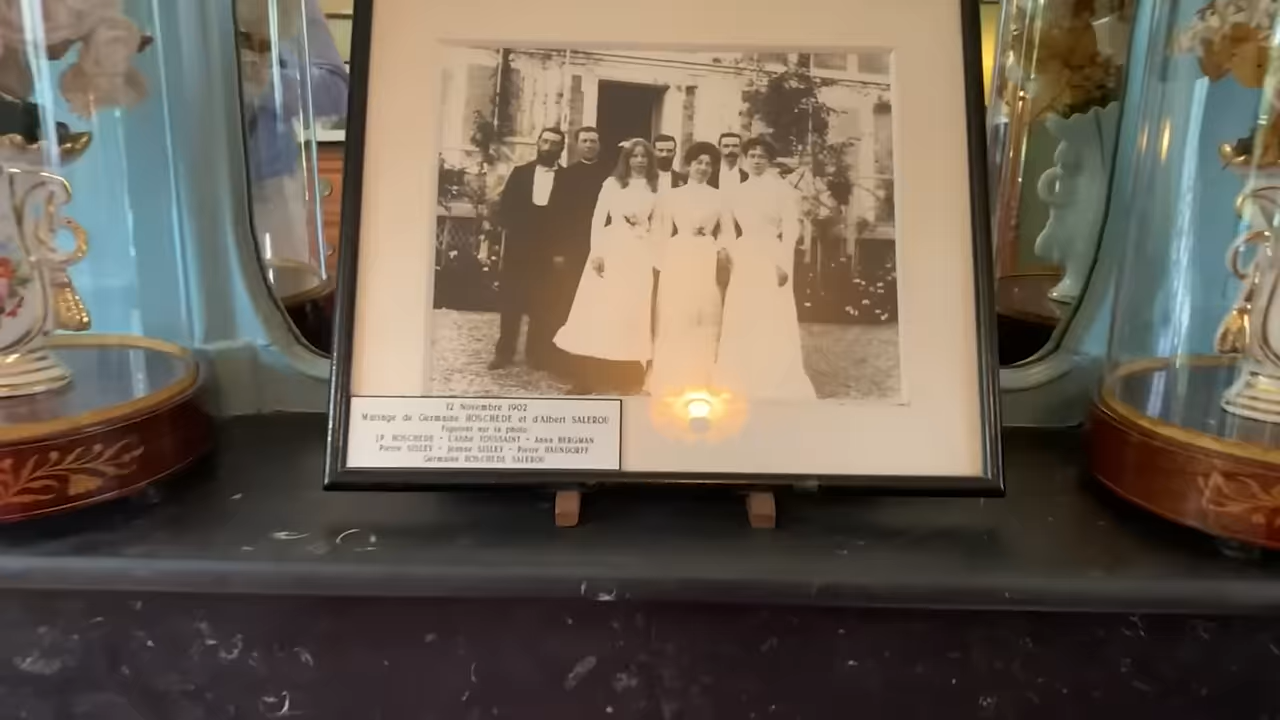 12 Novembre 1902
Mariage de Germaine HOSCHEDE et d'Albert SALEROU
Figurent sur la photo
J.P. HOSCHEDE - L'Abbé TOUSSAINT - Anna BERGMAN
Pierre SISLEY - Jeanne SISLEY - Pierre HAUNDORFF
Germaine HOSCHEDE SALEROU